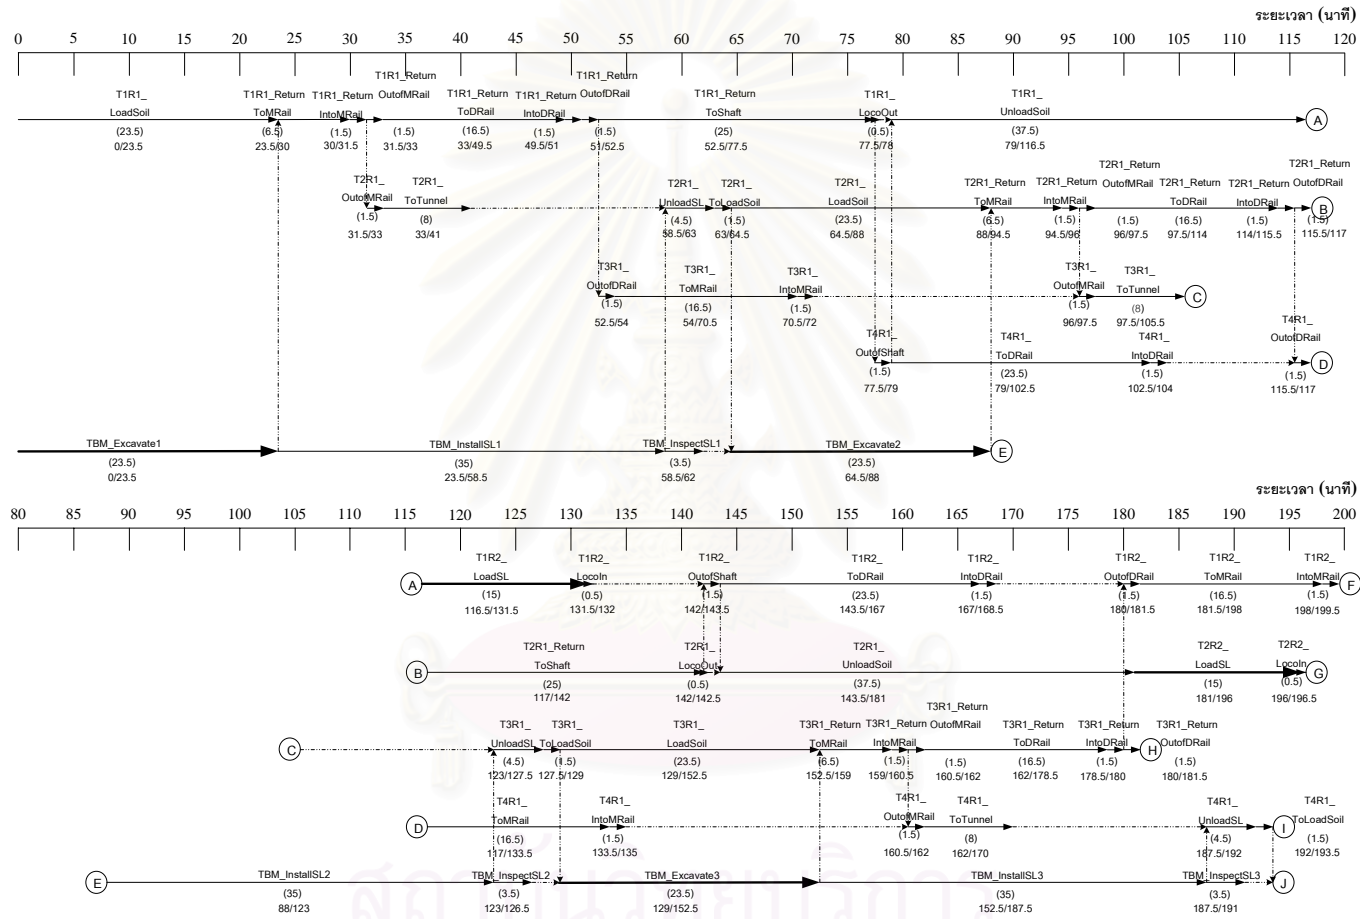 ระยะเวลา (นาที)
0 5 10 15 20 25 30 35 40 45 50 55 60 65 70 75 80 85 90 95 100 105 110 115 120
T1R1_ T1R1_Return T1R1_Return T1R1_Return T1R1_Return T1R1_Return T1R1_Return T1R1_Return T1R1_ T1R1_
LoadSoil ToMRail IntoMRail OutofMRail ToDRail IntoDRail OutofDRail ToShaft LocoOut UnloadSoil A
(23.5) (6.5) (1.5) (1.5) (16.5) (1.5) (1.5) (25) (0.5) (37.5)
0/23.5 23.5/30 30/31.5 31.5/33 33/49.5 49.5/51 51/52.5 52.5/77.5 77.5/78 79/116.5
T2R1_ T2R1_ T2R1_ T2R1_ T2R1_ T2R1_Return T2R1_Return T2R1_Return T2R1_Return T2R1_Return T2R1_Return
OutofMRail ToTunnel UnloadSL ToLoadSoil LoadSoil ToMRail IntoMRail OutofMRail ToDRail IntoDRail OutofDRail B
(1.5) (8) (4.5) (1.5) (23.5) (6.5) (1.5) (1.5) (16.5) (1.5) (1.5)
31.5/33 33/41 58.5/63 63/64.5 64.5/88 88/94.5 94.5/96 96/97.5 97.5/114 114/115.5 115.5/117
T3R1_ T3R1_ T3R1_ T3R1_ T3R1_
OutofDRail ToMRail IntoMRail OutofMRail ToTunnel C
(1.5) (16.5) (1.5) (1.5) (8)
52.5/54 54/70.5 70.5/72 96/97.5 97.5/105.5
T4R1_ T4R1_ T4R1_ T4R1_
OutofShaft ToDRail IntoDRail OutofDRail D
(1.5) (23.5) (1.5) (1.5)
77.5/79 79/102.5 102.5/104 115.5/117
TBM_Excavate1 TBM_InstallSL1 TBM_InspectSL1 TBM_Excavate2 E
(23.5) (35) (3.5) (23.5)
0/23.5 23.5/58.5 58.5/62 64.5/88
ระยะเวลา (นาที)
80 85 90 95 100 105 110 115 120 125 130 135 140 145 150 155 160 165 170 175 180 185 190 195 200
T1R2_ T1R2_ T1R2_ T1R2_ T1R2_ T1R2_ T1R2_ T1R2_
A LoadSL LocoIn OutofShaft ToDRail IntoDRail OutofDRail ToMRail IntoMRail F
(15) (0.5) (1.5) (23.5) (1.5) (1.5) (16.5) (1.5)
116.5/131.5 131.5/132 142/143.5 143.5/167 167/168.5 180/181.5 181.5/198 198/199.5
T2R1_Return T2R1_ T2R1_ T2R2_ T2R2_
B ToShaft LocoOut UnloadSoil LoadSL LocoIn G
(25) (0.5) (37.5) (15) (0.5)
117/142 142/142.5 143.5/181 181/196 196/196.5
T3R1_ T3R1_ T3R1_ T3R1_Return T3R1_Return T3R1_Return T3R1_Return T3R1_Return T3R1_Return
C UnloadSL ToLoadSoil LoadSoil ToMRail IntoMRail OutofMRail ToDRail IntoDRail H OutofDRail
(4.5) (1.5) (23.5) (6.5) (1.5) (1.5) (16.5) (1.5) (1.5)
123/127.5 127.5/129 129/152.5 152.5/159 159/160.5 160.5/162 162/178.5 178.5/180 180/181.5
T4R1_ T4R1_ T4R1_ T4R1_ T4R1_ T4R1_
D ToMRail IntoMRail OutofMRail ToTunnel UnloadSL I ToLoadSoil
(16.5) (1.5) (1.5) (8) (4.5) (1.5)
117/133.5 133.5/135 160.5/162 162/170 187.5/192 192/193.5
E TBM_InstallSL2 TBM_InspectSL2 TBM_Excavate3 TBM_InstallSL3 TBM_InspectSL3 J
(35) (3.5) (23.5) (35) (3.5)
88/123 123/126.5 129/152.5 152.5/187.5 187.5/191